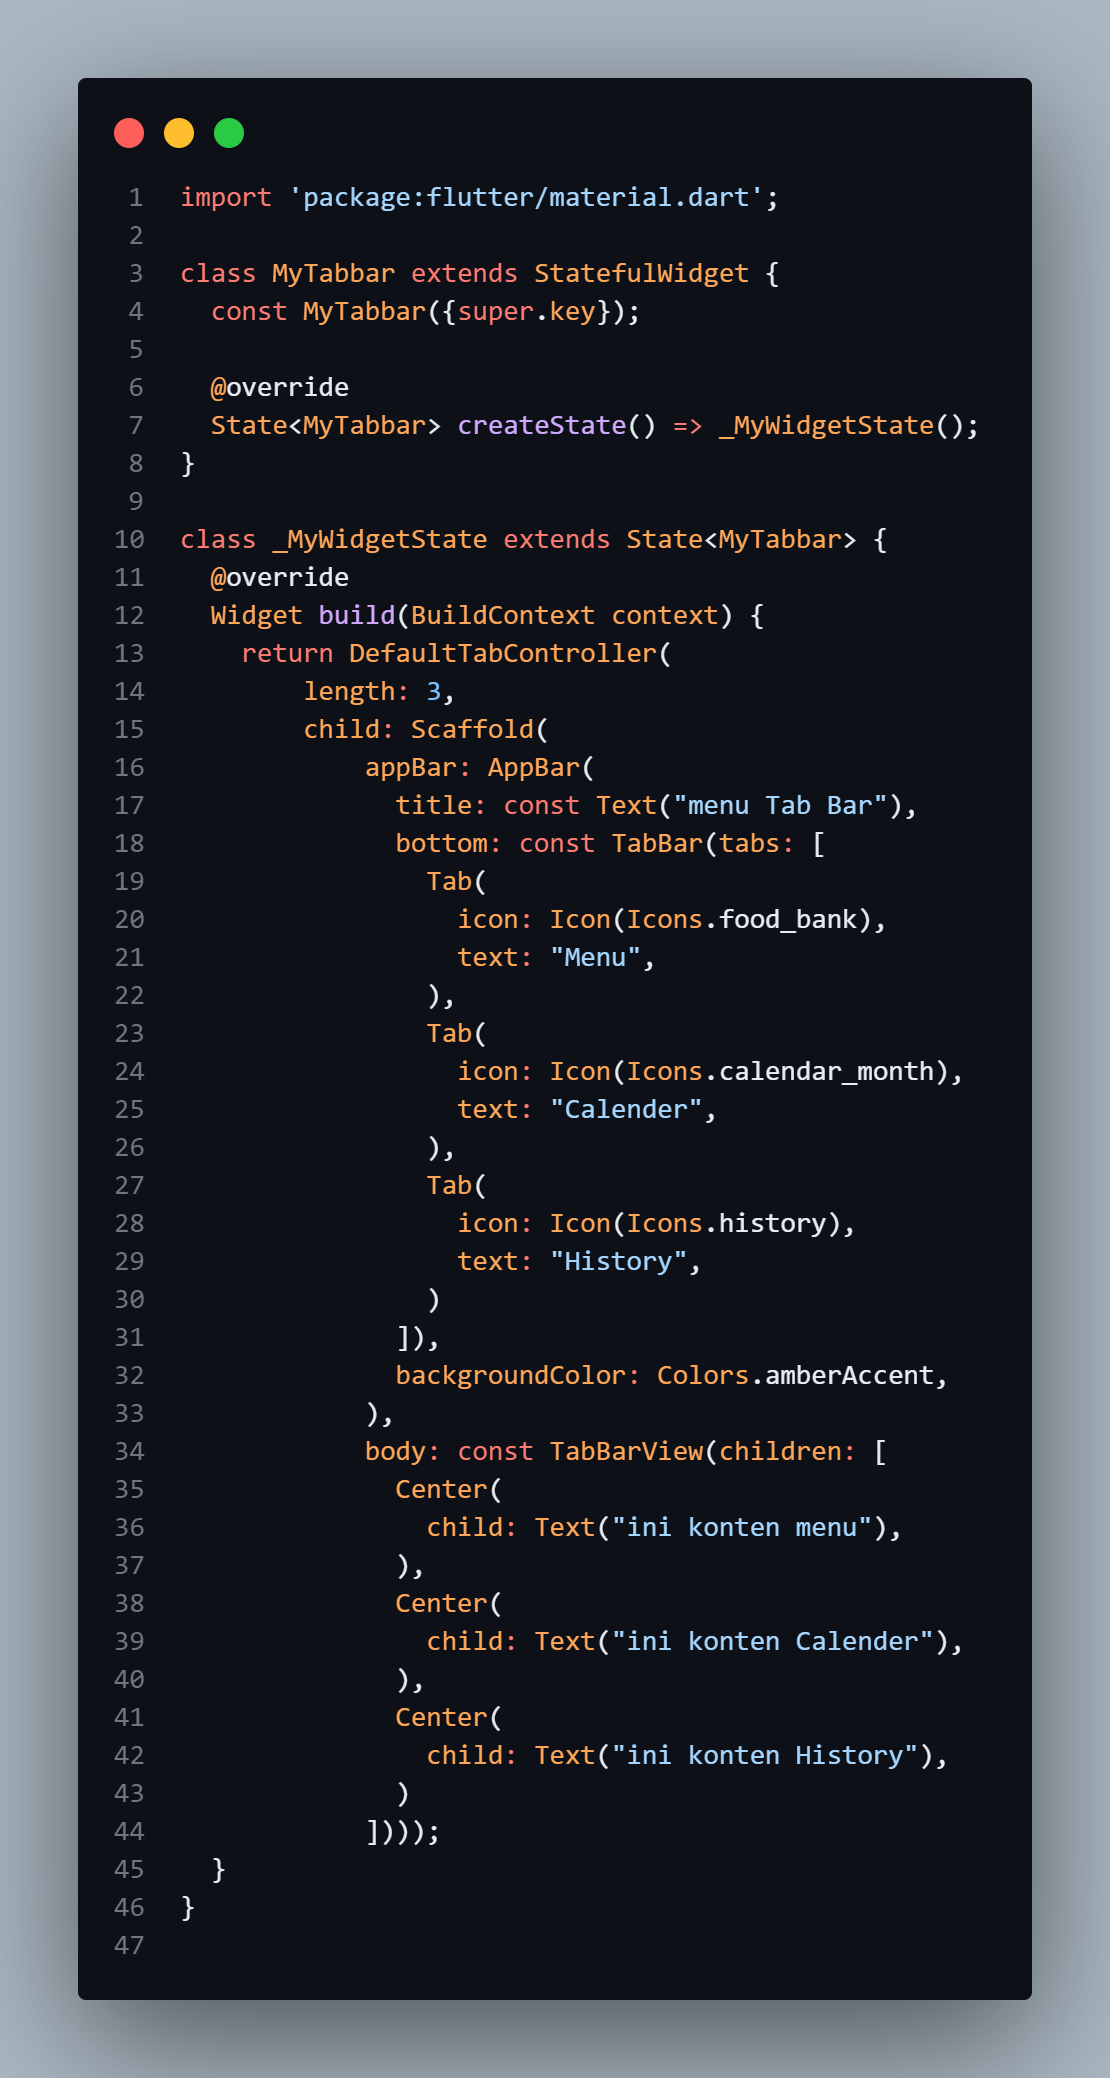 1 import 'package:flutter/material.dart';
2
3 class MyTabbar extends StatefulWidget {
4   const MyTabbar({super.key});
5
6   @override
7   State<MyTabbar> createState() => _MyWidgetState();
8 }
9
10 class _MyWidgetState extends State<MyTabbar> {
11   @override
12   Widget build(BuildContext context) {
13     return DefaultTabController(
14         length: 3,
15         child: Scaffold(
16             appBar: AppBar(
17               title: const Text("menu Tab Bar"),
18               bottom: const TabBar(tabs: [
19                 Tab(
20                   icon: Icon(Icons.food_bank),
21                   text: "Menu",
22                 ),
23                 Tab(
24                   icon: Icon(Icons.calendar_month),
25                   text: "Calender",
26                 ),
27                 Tab(
28                   icon: Icon(Icons.history),
29                   text: "History",
30                 )
31               ]),
32               backgroundColor: Colors.amberAccent,
33             ),
34             body: const TabBarView(children: [
35               Center(
36                 child: Text("ini konten menu"),
37               ),
38               Center(
39                 child: Text("ini konten Calender"),
40               ),
41               Center(
42                 child: Text("ini konten History"),
43               )
44             ])));
45   }
46 }
47